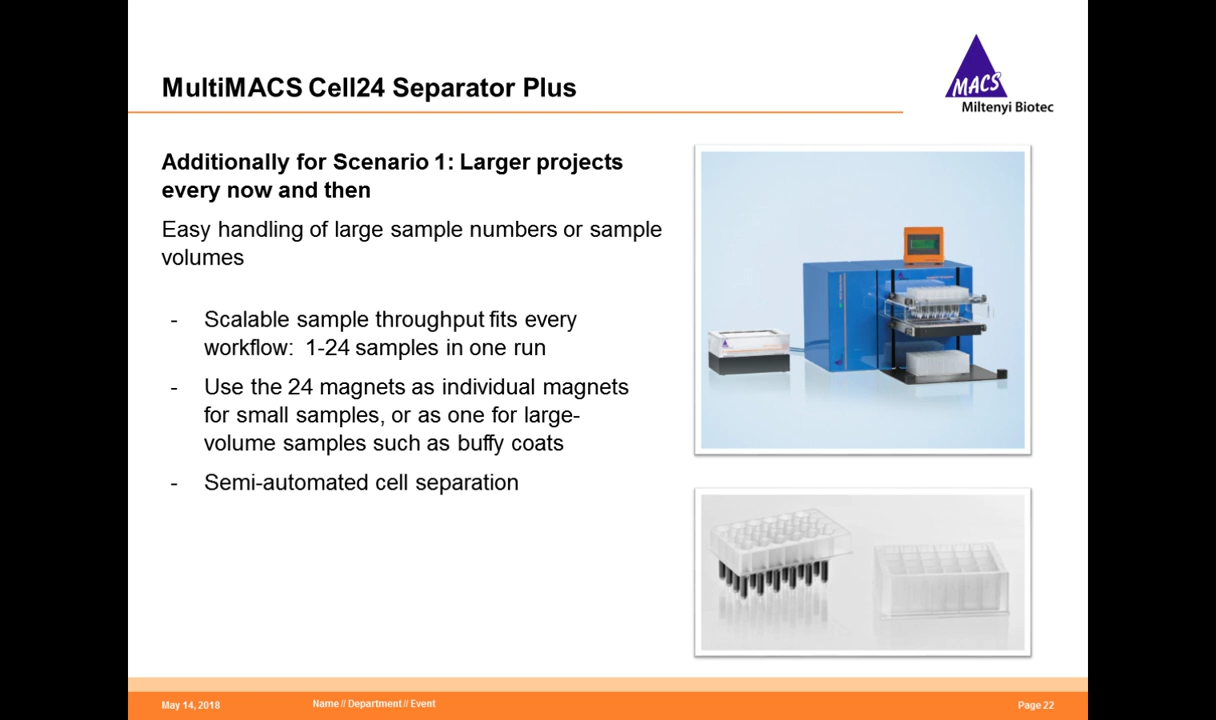 MultiMACS Cell24 Separator Plus
MACS
Miltenyi Biotec
Additionally for Scenario 1: Larger projects
every now and then
Easy handling of large sample numbers or sample
volumes
- Scalable sample throughput fits every
workflow: 1-24 samples in one run
- Use the 24 magnets as individual magnets
for small samples, or as one for large-
volume samples such as buffy coats
- Semi-automated cell separation
May 14, 2018
Name // Department // Event
Page 22